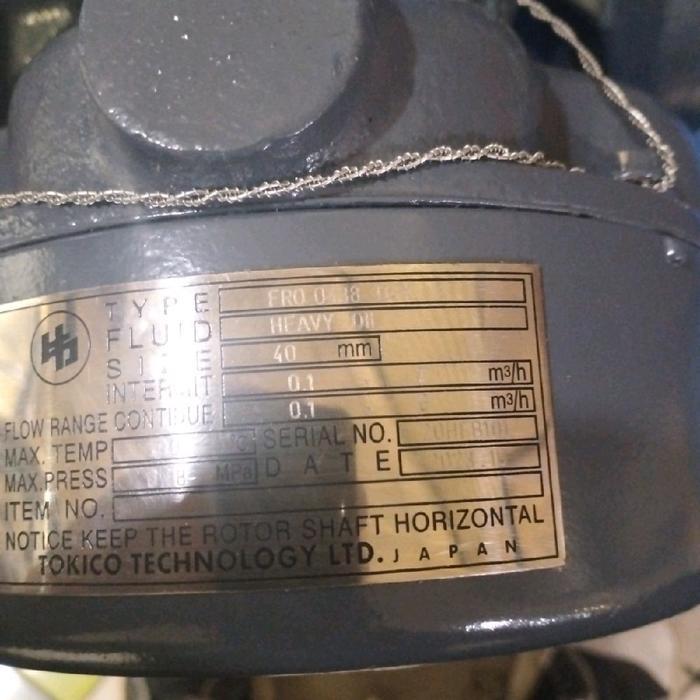 TYPE
FLUID HEAVY OIL
SIZE 40 mm
INTERMIT 0.1 m³/h
FLOW RANGE CONTINUE 0.1 m³/h
MAX. TEMP °C SERIAL NO.
MAX. PRESS MPa DATE
ITEM NO.
NOTICE KEEP THE ROTOR SHAFT HORIZONTAL
TOKICO TECHNOLOGY LTD. JAPAN